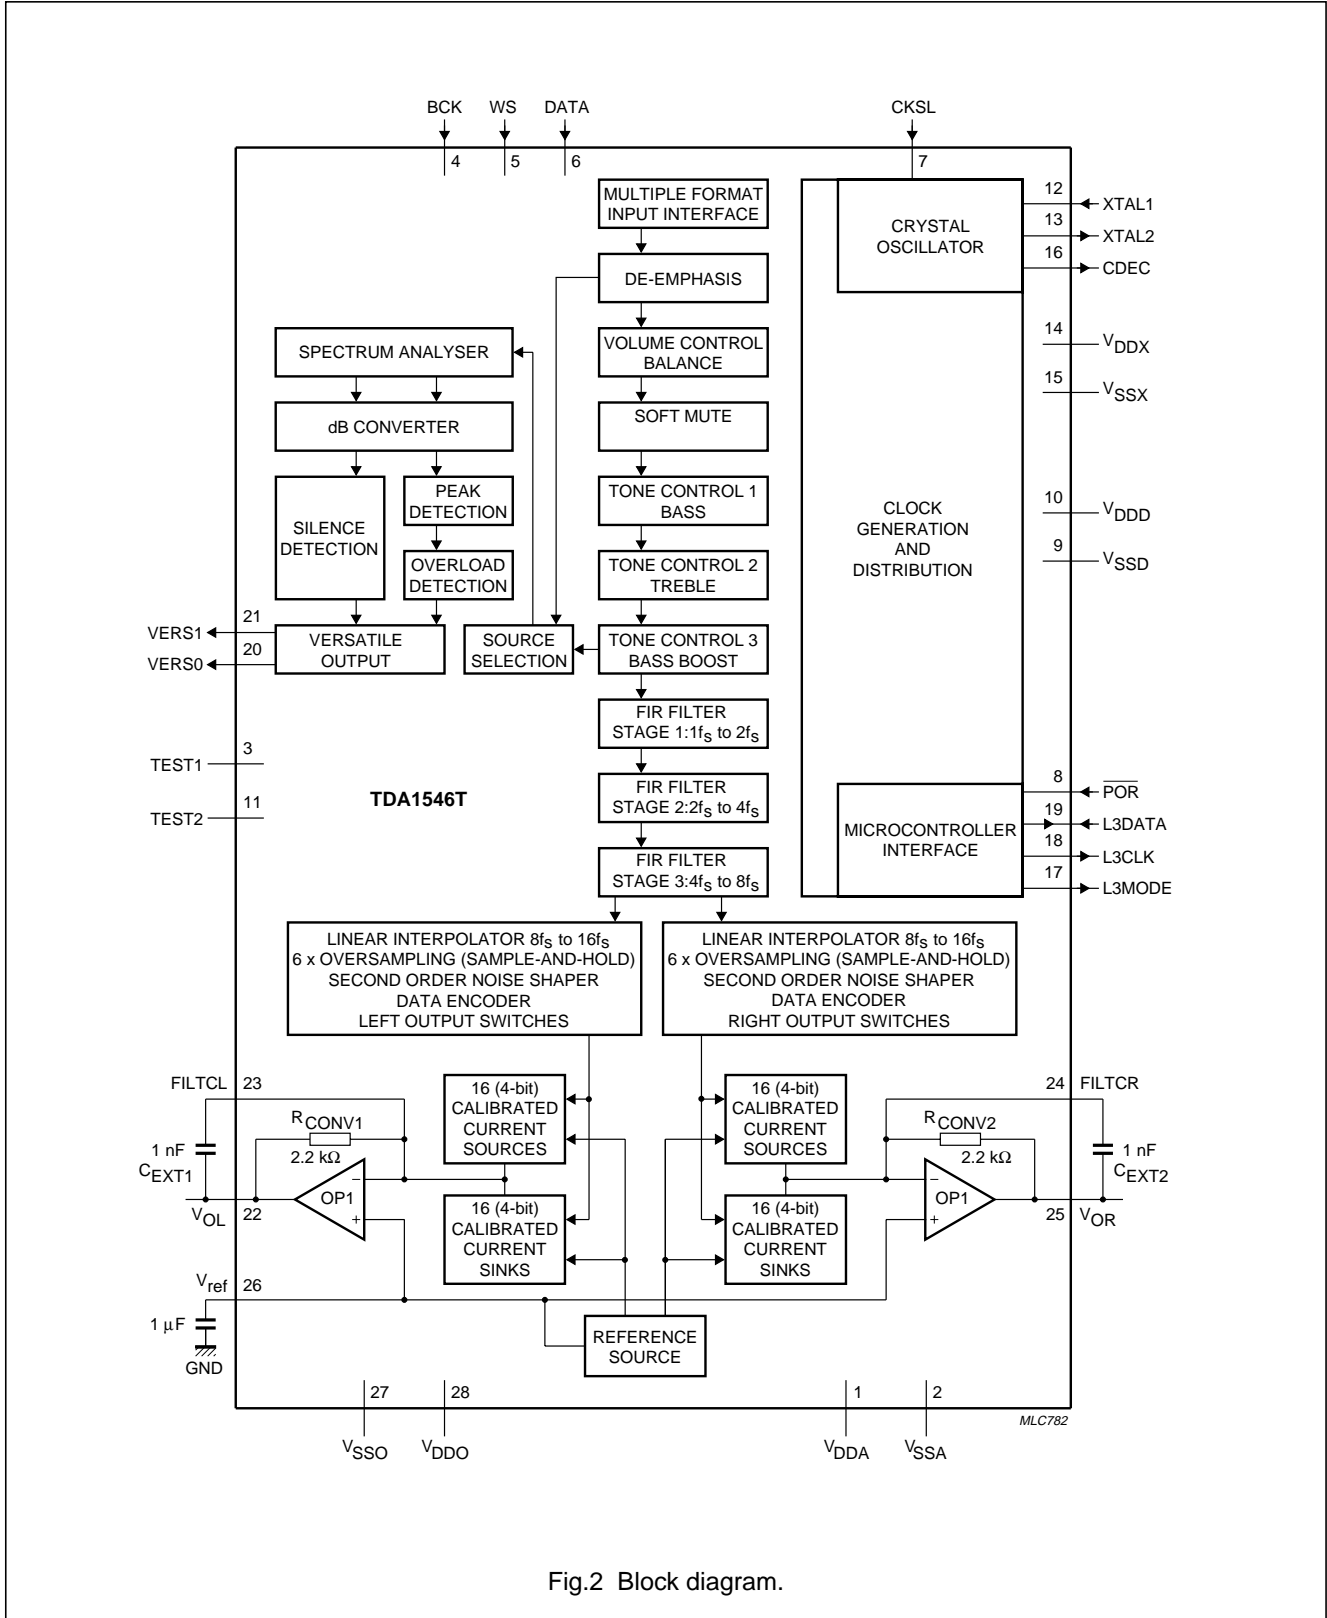 BCK WS DATA CKSL
4 5 6 7
MULTIPLE FORMAT
INPUT INTERFACE
DE-EMPHASIS
VOLUME CONTROL
BALANCE
SOFT MUTE
TONE CONTROL 1
BASS
TONE CONTROL 2
TREBLE
TONE CONTROL 3
BASS BOOST
FIR FILTER
STAGE 1:1fS to 2fS
FIR FILTER
STAGE 2:2fS to 4fS
FIR FILTER
STAGE 3:4fS to 8fS
SPECTRUM ANALYSER
dB CONVERTER
SILENCE
DETECTION
PEAK
DETECTION
OVERLOAD
DETECTION
VERSATILE
OUTPUT
SOURCE
SELECTION
21
VERS1
20
VERS0
3
TEST1
11
TEST2
TDA1546T
CRYSTAL
OSCILLATOR
CLOCK
GENERATION
AND
DISTRIBUTION
MICROCONTROLLER
INTERFACE
12
XTAL1
13
XTAL2
16
CDEC
14
VDDX
15
VSSX
10
VDDD
9
VSSD
8
P̅O̅R̅
19
L3DATA
18
L3CLK
17
L3MODE
LINEAR INTERPOLATOR 8fS to 16fS
6 x OVERSAMPLING (SAMPLE-AND-HOLD)
SECOND ORDER NOISE SHAPER
DATA ENCODER
LEFT OUTPUT SWITCHES
LINEAR INTERPOLATOR 8fS to 16fS
6 x OVERSAMPLING (SAMPLE-AND-HOLD)
SECOND ORDER NOISE SHAPER
DATA ENCODER
RIGHT OUTPUT SWITCHES
FILTCL 23
RCONV1
2.2 kΩ
1 nF
CEXT1
OP1
−
+
VOL 22
16 (4-bit)
CALIBRATED
CURRENT
SOURCES
16 (4-bit)
CALIBRATED
CURRENT
SINKS
16 (4-bit)
CALIBRATED
CURRENT
SOURCES
16 (4-bit)
CALIBRATED
CURRENT
SINKS
24 FILTCR
RCONV2
2.2 kΩ
1 nF
CEXT2
−
+
OP1
25 VOR
Vref 26
1 µF
GND
REFERENCE
SOURCE
27 28 1 2
MLC782
VSSO VDDO VDDA VSSA
Fig.2 Block diagram.